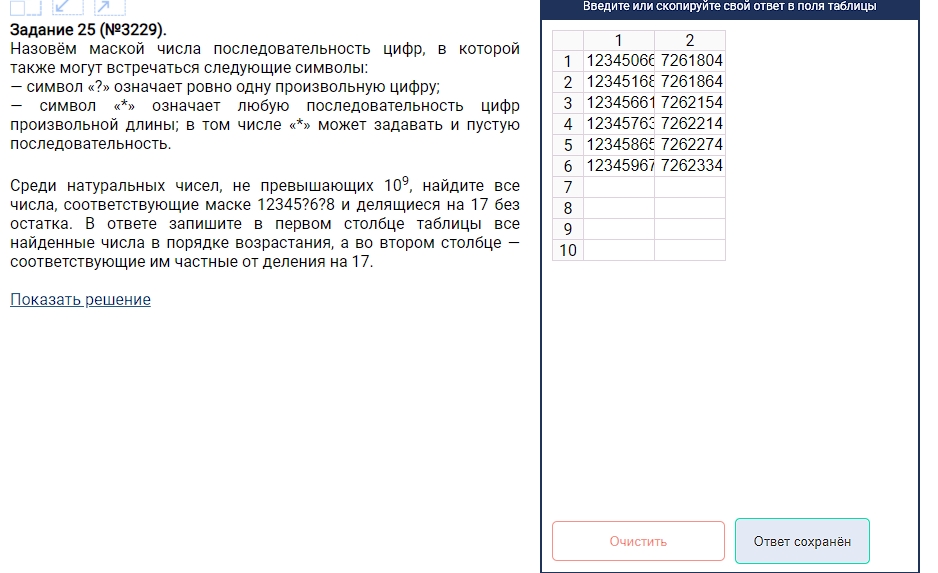 Введите или скопируйте свой ответ в поля таблицы
Задание 25 (№3229).
Назовём маской числа последовательность цифр, в которой
также могут встречаться следующие символы:
— символ «?» означает ровно одну произвольную цифру;
— символ «*» означает любую последовательность цифр
произвольной длины; в том числе «*» может задавать и пустую
последовательность.
Среди натуральных чисел, не превышающих 10⁹, найдите все
числа, соответствующие маске 12345?6?8 и делящиеся на 17 без
остатка. В ответе запишите в первом столбце таблицы все
найденные числа в порядке возрастания, а во втором столбце —
соответствующие им частные от деления на 17.
Показать решение
1 2
1 12345066 7261804
2 12345168 7261864
3 12345661 7262154
4 12345763 7262214
5 12345865 7262274
6 12345967 7262334
7
8
9
10
Очистить
Ответ сохранён